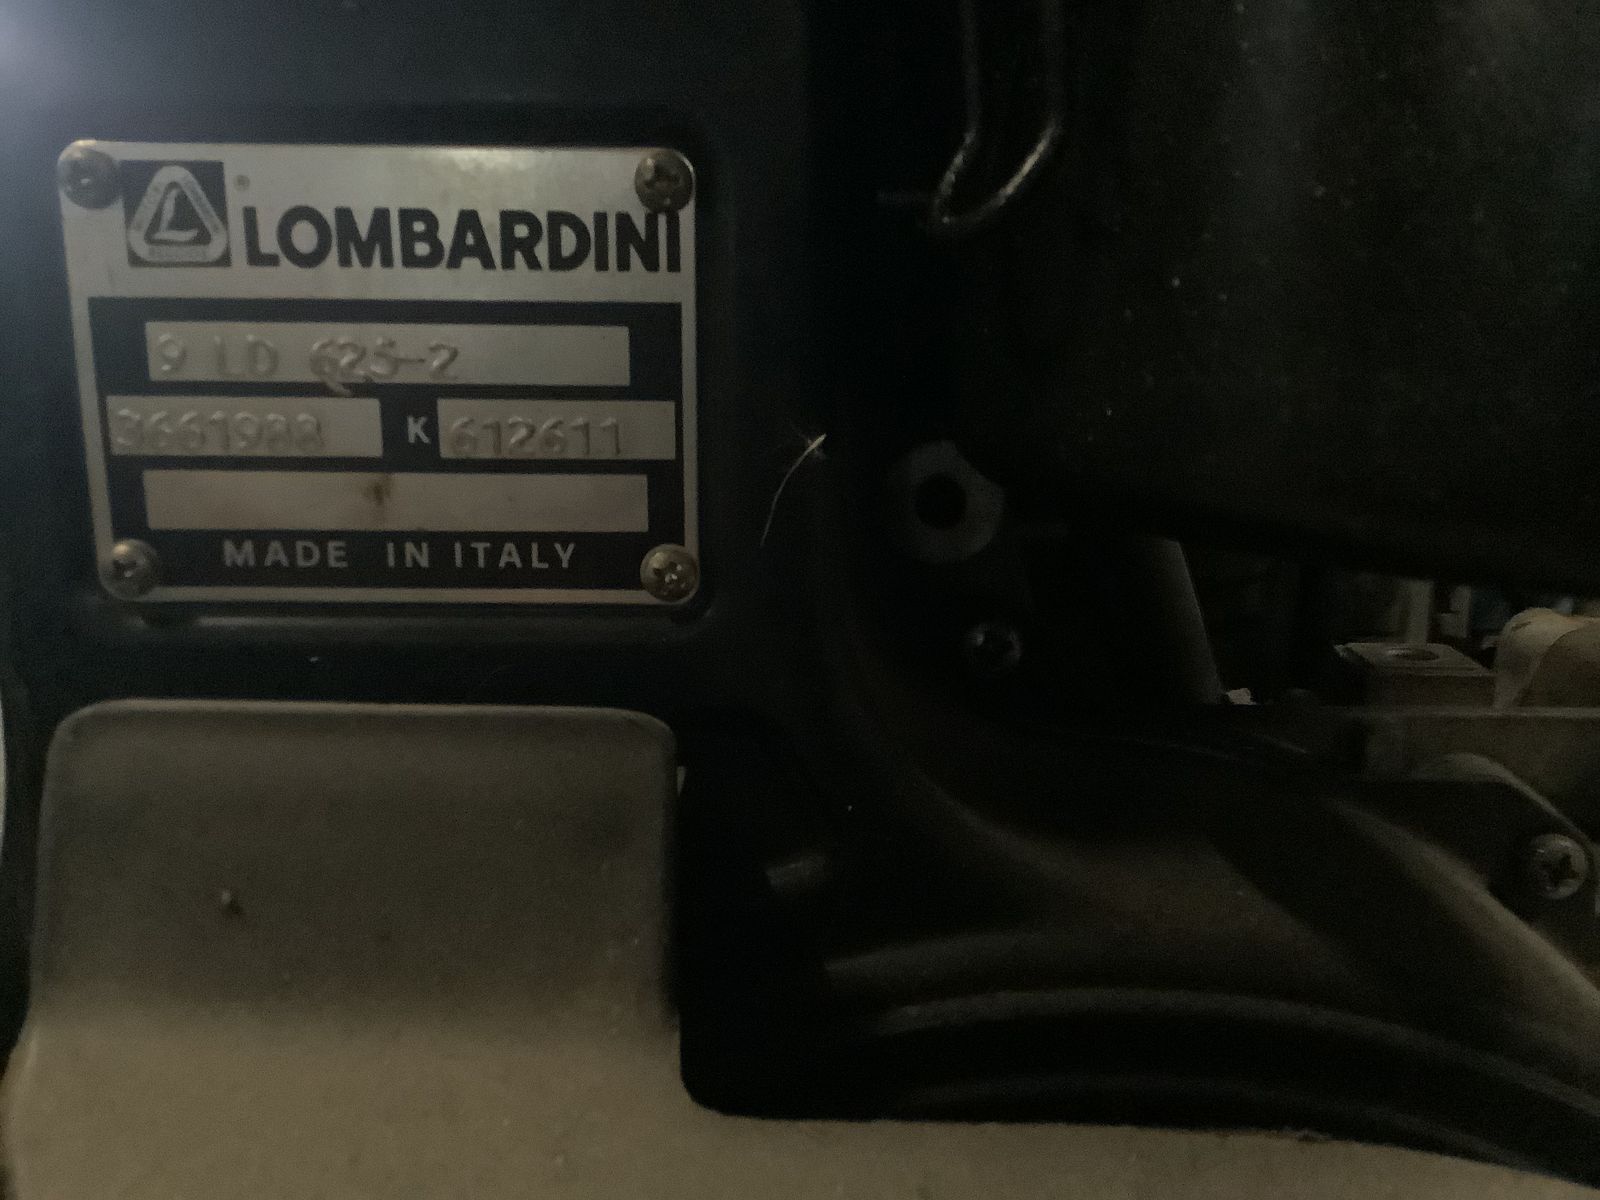 ® LOMBARDINI
9 LD 625-2
3661988 K 612611
MADE IN ITALY